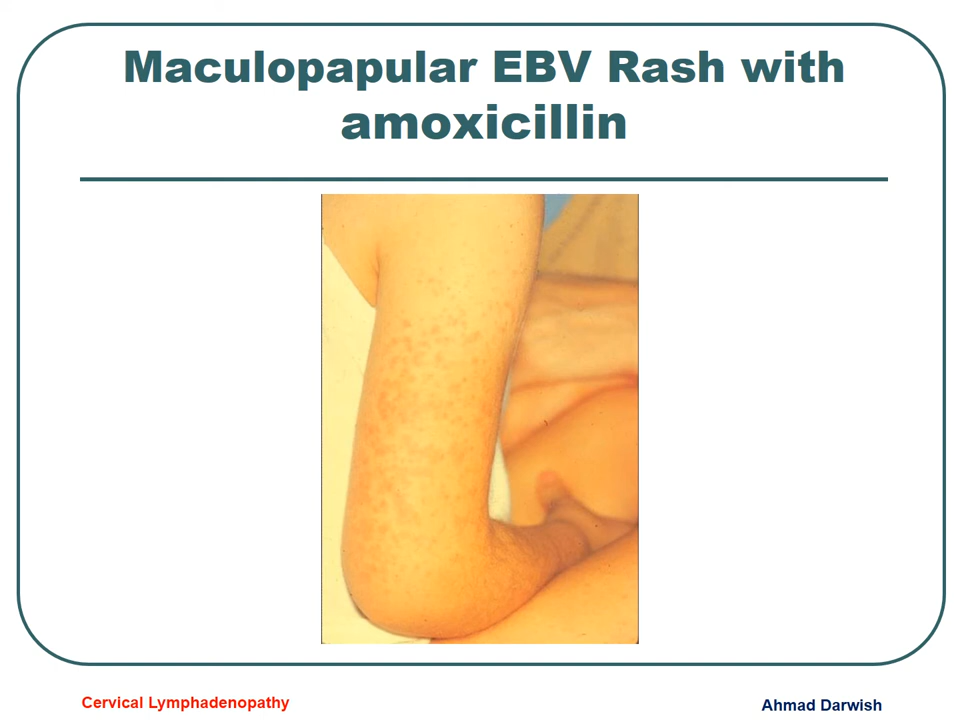 Maculopapular EBV Rash with
amoxicillin
Cervical Lymphadenopathy
Ahmad Darwish